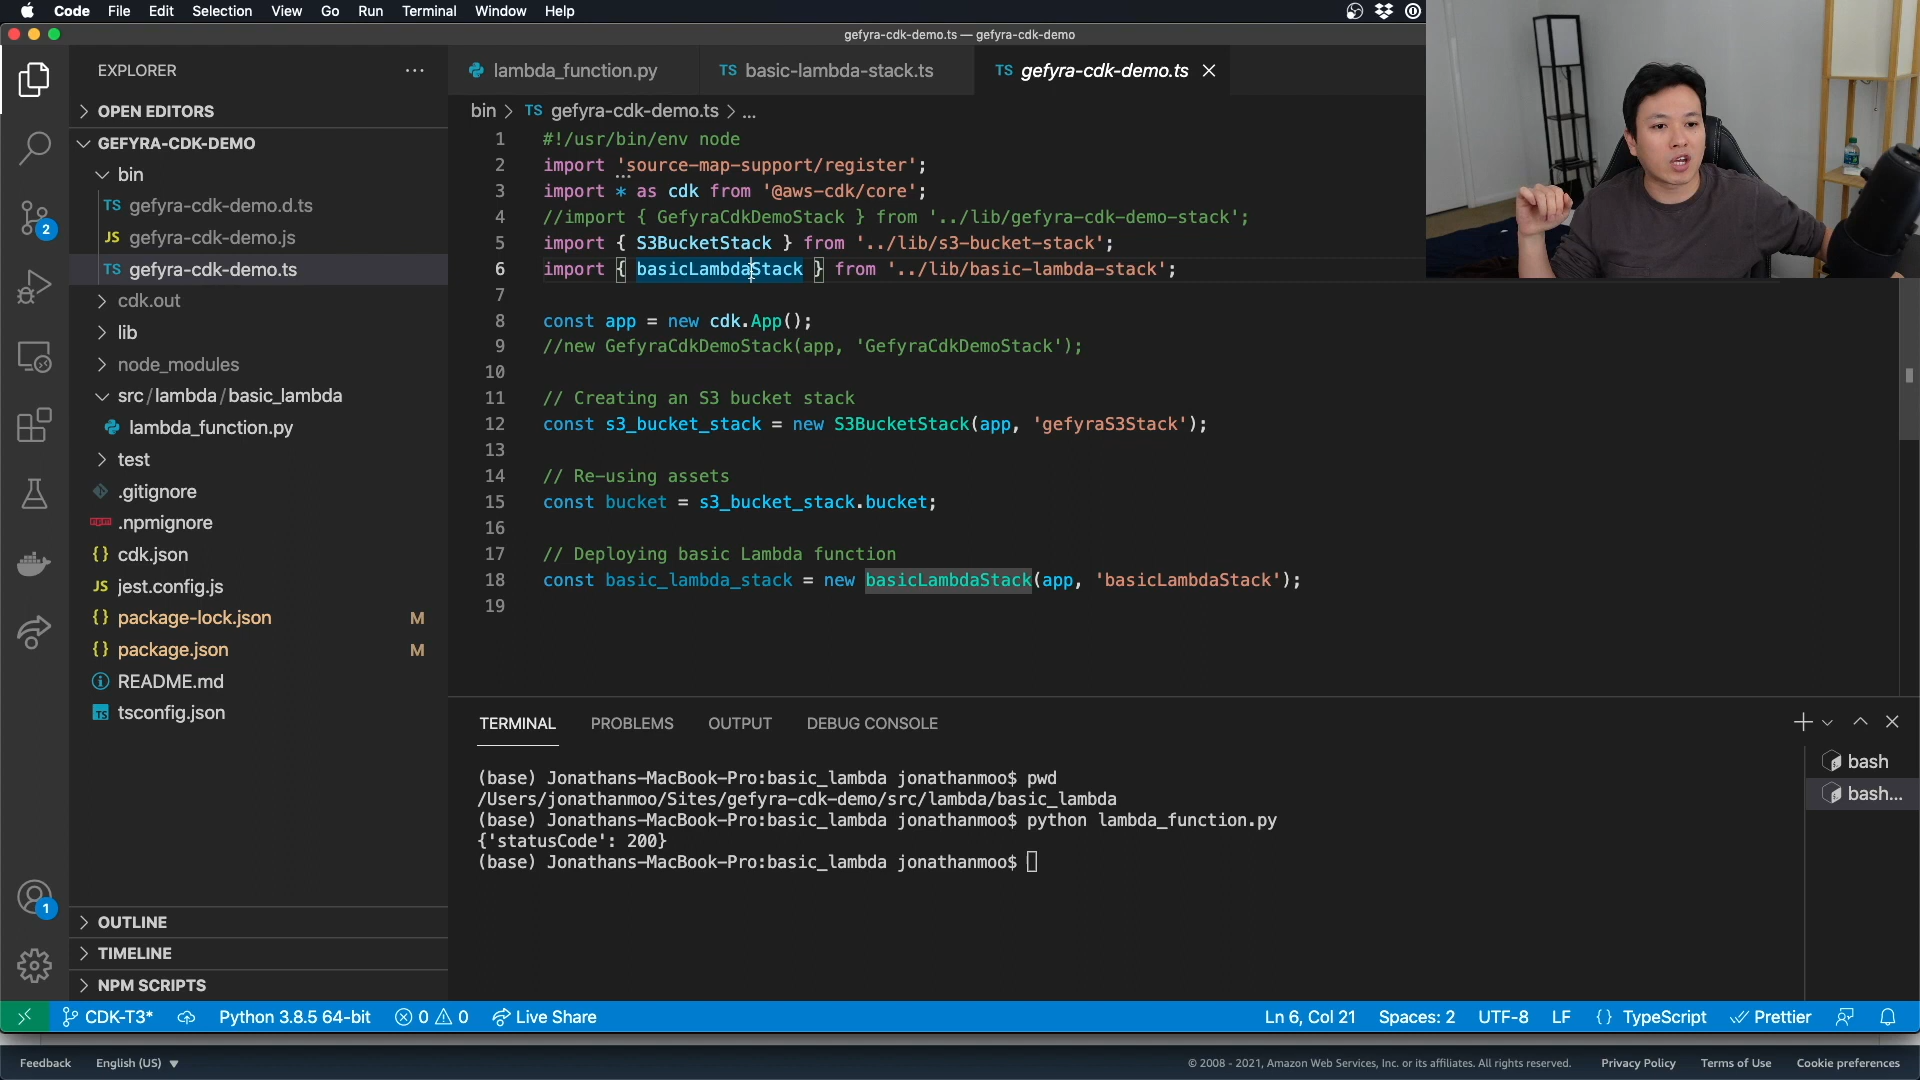 Code File Edit Selection View Go Run Terminal Window Help
gefyra-cdk-demo.ts — gefyra-cdk-demo
EXPLORER ...
OPEN EDITORS
GEFYRA-CDK-DEMO
bin
TS gefyra-cdk-demo.d.ts
JS gefyra-cdk-demo.js
TS gefyra-cdk-demo.ts
cdk.out
lib
node_modules
src/lambda/basic_lambda
lambda_function.py
test
.gitignore
npm .npmignore
{} cdk.json
JS jest.config.js
{} package-lock.json M
{} package.json M
README.md
TS tsconfig.json
OUTLINE
TIMELINE
NPM SCRIPTS
2
1
lambda_function.py TS basic-lambda-stack.ts TS gefyra-cdk-demo.ts
bin > TS gefyra-cdk-demo.ts > ...
1 #!/usr/bin/env node
2 import 'source-map-support/register';
3 import * as cdk from '@aws-cdk/core';
4 //import { GefyraCdkDemoStack } from '../lib/gefyra-cdk-demo-stack';
5 import { S3BucketStack } from '../lib/s3-bucket-stack';
6 import { basicLambdaStack } from '../lib/basic-lambda-stack';
7
8 const app = new cdk.App();
9 //new GefyraCdkDemoStack(app, 'GefyraCdkDemoStack');
10
11 // Creating an S3 bucket stack
12 const s3_bucket_stack = new S3BucketStack(app, 'gefyraS3Stack');
13
14 // Re-using assets
15 const bucket = s3_bucket_stack.bucket;
16
17 // Deploying basic Lambda function
18 const basic_lambda_stack = new basicLambdaStack(app, 'basicLambdaStack');
19
TERMINAL PROBLEMS OUTPUT DEBUG CONSOLE
(base) Jonathans-MacBook-Pro:basic_lambda jonathanmoo$ pwd
/Users/jonathanmoo/Sites/gefyra-cdk-demo/src/lambda/basic_lambda
(base) Jonathans-MacBook-Pro:basic_lambda jonathanmoo$ python lambda_function.py
{'statusCode': 200}
(base) Jonathans-MacBook-Pro:basic_lambda jonathanmoo$
bash
bash...
CDK-T3* Python 3.8.5 64-bit 0 0 Live Share Ln 6, Col 21 Spaces: 2 UTF-8 LF {} TypeScript Prettier
Feedback English (US) © 2008 - 2021, Amazon Web Services, Inc. or its affiliates. All rights reserved. Privacy Policy Terms of Use Cookie preferences